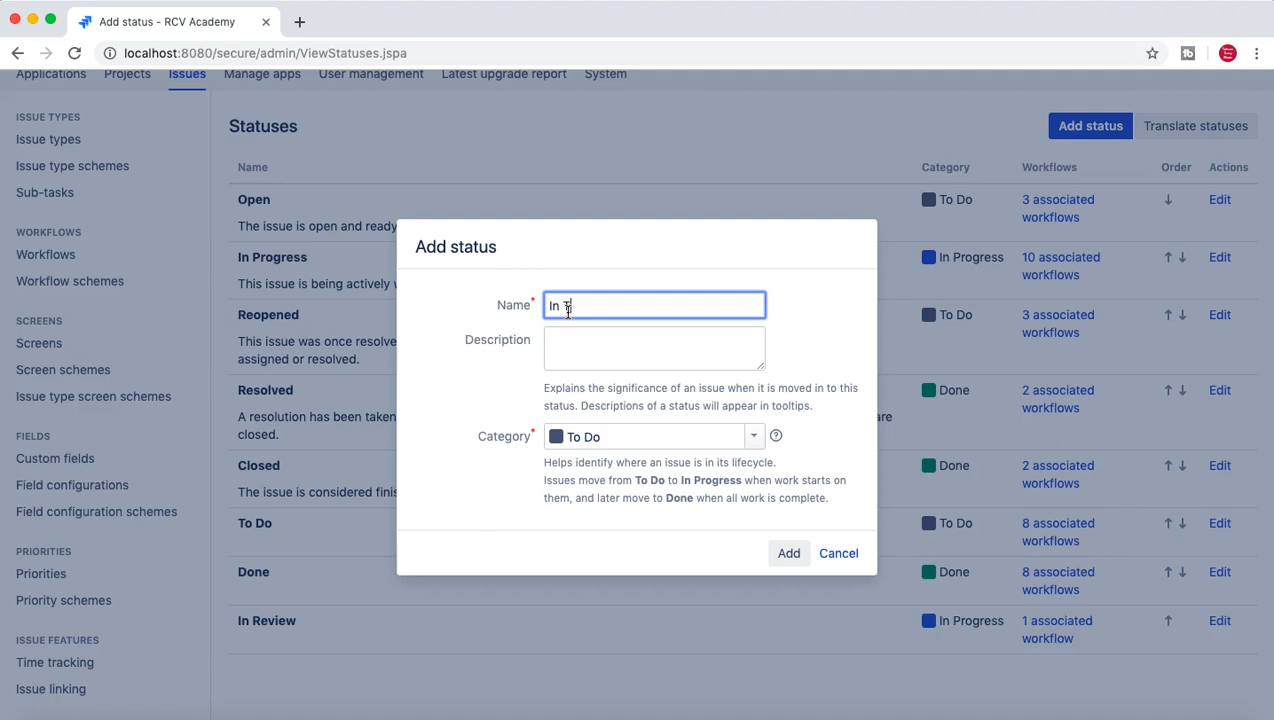 Add status - RCV Academy
localhost:8080/secure/admin/ViewStatuses.jspa
Applications Projects Issues Manage apps User management Latest upgrade report System
ISSUE TYPES
Issue types
Issue type schemes
Sub-tasks
WORKFLOWS
Workflows
Workflow schemes
SCREENS
Screens
Screen schemes
Issue type screen schemes
FIELDS
Custom fields
Field configurations
Field configuration schemes
PRIORITIES
Priorities
Priority schemes
ISSUE FEATURES
Time tracking
Issue linking
Statuses
Add status Translate statuses
Name Category Workflows Order Actions
Open To Do 3 associated workflows Edit
The issue is open and ready
In Progress In Progress 10 associated workflows Edit
This issue is being actively
Reopened To Do 3 associated workflows Edit
This issue was once resolve
assigned or resolved.
Resolved Done 2 associated workflows Edit
A resolution has been taken are
closed.
Closed Done 2 associated workflows Edit
The issue is considered finis
To Do To Do 8 associated workflows Edit
Done Done 8 associated workflows Edit
In Review In Progress 1 associated workflow Edit
Add status
Name* In T
Description
Explains the significance of an issue when it is moved in to this
status. Descriptions of a status will appear in tooltips.
Category* To Do
Helps identify where an issue is in its lifecycle.
Issues move from To Do to In Progress when work starts on
them, and later move to Done when all work is complete.
Add Cancel